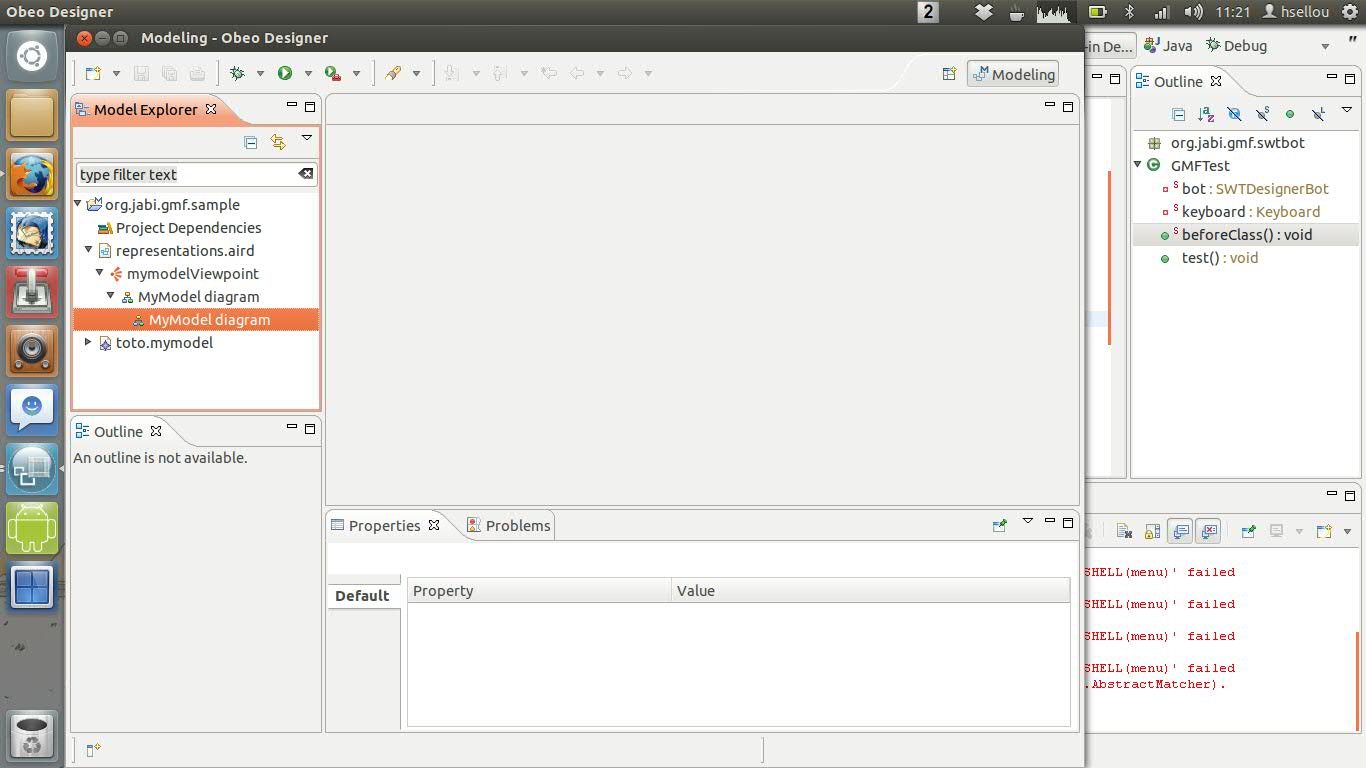 Obeo Designer
2
11:21
hsellou
Modeling - Obeo Designer
-in De...
Java
Debug
"
Modeling
Model Explorer
type filter text
org.jabi.gmf.sample
Project Dependencies
representations.aird
mymodelViewpoint
MyModel diagram
MyModel diagram
toto.mymodel
Outline
An outline is not available.
Properties
Problems
Default
Property
Value
Outline
org.jabi.gmf.swtbot
GMFTest
bot : SWTDesignerBot
keyboard : Keyboard
beforeClass() : void
test() : void
SHELL(menu)' failed
SHELL(menu)' failed
SHELL(menu)' failed
SHELL(menu)' failed
.AbstractMatcher).